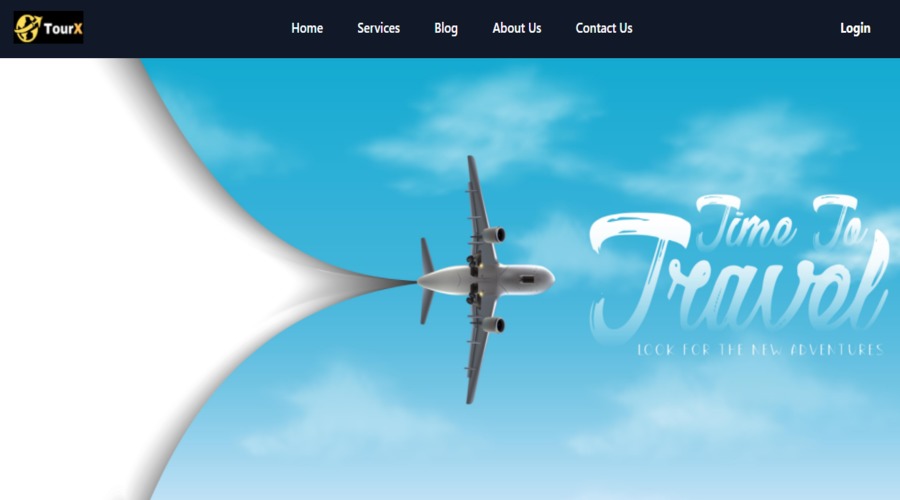 TourX
Home
Services
Blog
About Us
Contact Us
Login
Time To
Travel
LOOK FOR THE NEW ADVENTURES